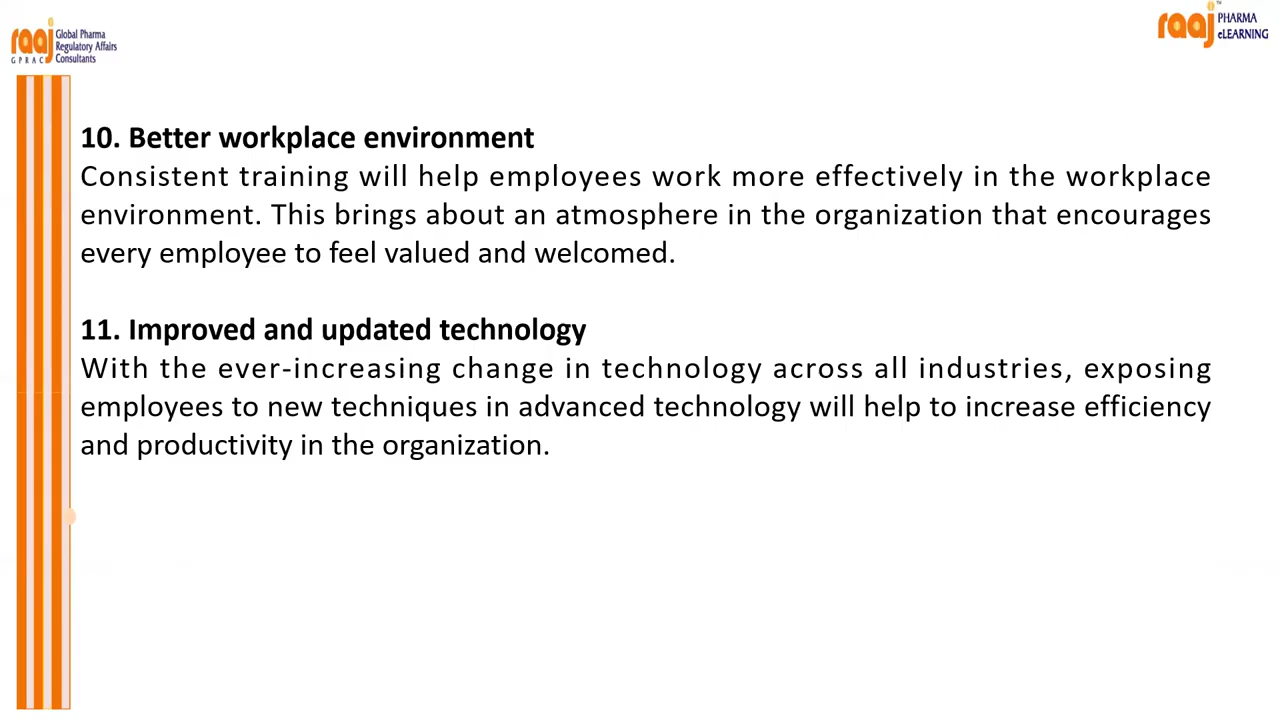 raaj
Global Pharma
Regulatory Affairs
Consultants
GPRAC
raaj
TM
PHARMA
eLEARNING
10. Better workplace environment
Consistent training will help employees work more effectively in the workplace
environment. This brings about an atmosphere in the organization that encourages
every employee to feel valued and welcomed.
11. Improved and updated technology
With the ever-increasing change in technology across all industries, exposing
employees to new techniques in advanced technology will help to increase efficiency
and productivity in the organization.